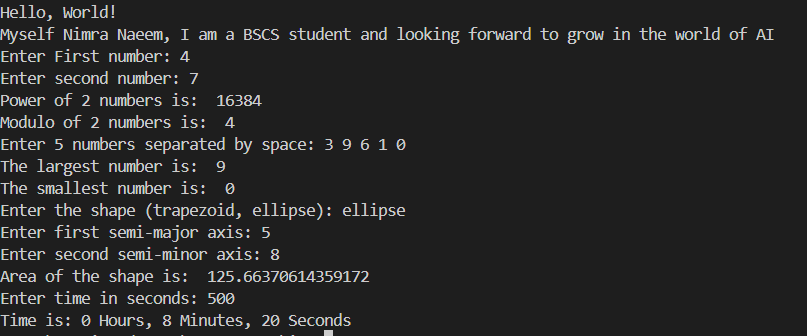 Hello, World!
Myself Nimra Naeem, I am a BSCS student and looking forward to grow in the world of AI
Enter First number: 4
Enter second number: 7
Power of 2 numbers is:  16384
Modulo of 2 numbers is:  4
Enter 5 numbers separated by space: 3 9 6 1 0
The largest number is:  9
The smallest number is:  0
Enter the shape (trapezoid, ellipse): ellipse
Enter first semi-major axis: 5
Enter second semi-minor axis: 8
Area of the shape is:  125.66370614359172
Enter time in seconds: 500
Time is: 0 Hours, 8 Minutes, 20 Seconds